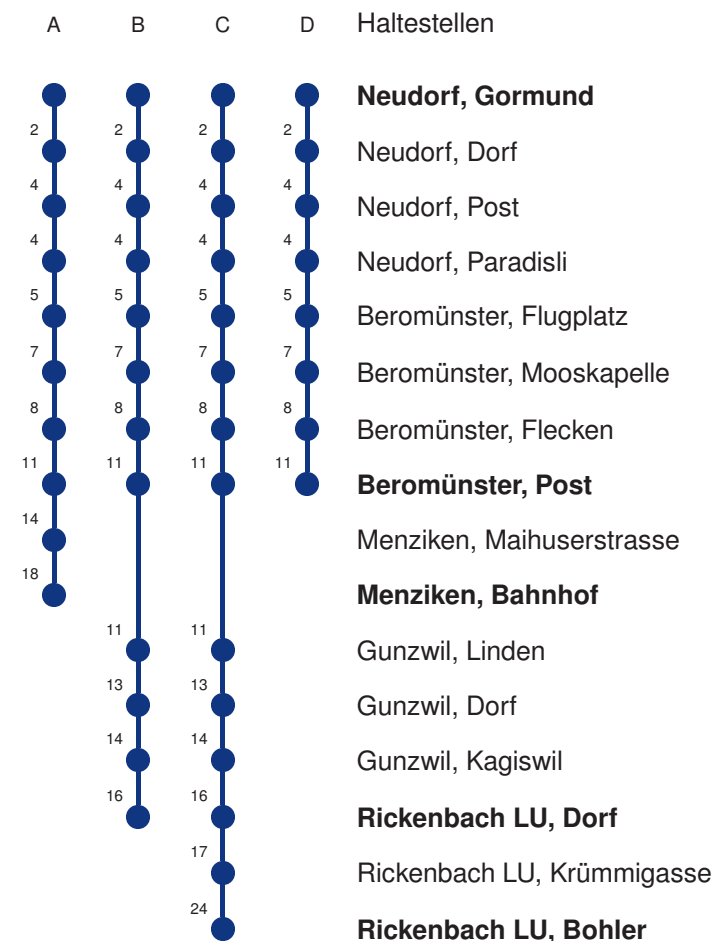 A B C D Haltestellen
Neudorf, Gormund
2 2 2 2 Neudorf, Dorf
4 4 4 4 Neudorf, Post
4 4 4 4 Neudorf, Paradisli
5 5 5 5 Beromünster, Flugplatz
7 7 7 7 Beromünster, Mooskapelle
8 8 8 8 Beromünster, Flecken
11 11 11 11 Beromünster, Post
14 Menziken, Maihuserstrasse
18 Menziken, Bahnhof
11 11 Gunzwil, Linden
13 13 Gunzwil, Dorf
14 14 Gunzwil, Kagiswil
16 16 Rickenbach LU, Dorf
17 Rickenbach LU, Krümmigasse
24 Rickenbach LU, Bohler